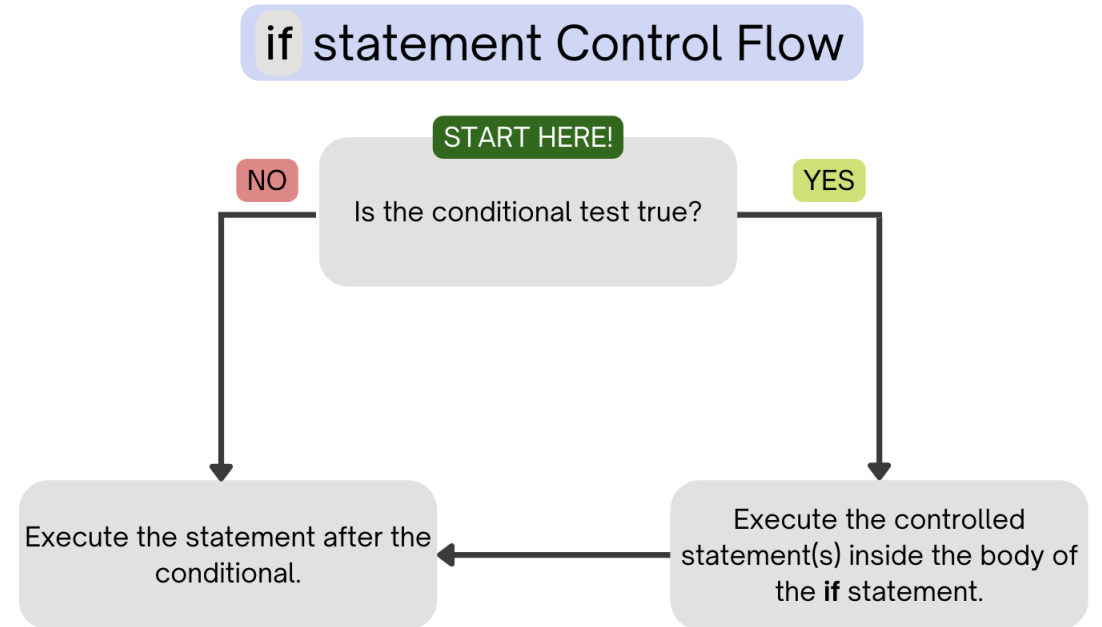 if statement Control Flow
START HERE!
NO
YES
Is the conditional test true?
Execute the statement after the
conditional.
Execute the controlled
statement(s) inside the body of
the if statement.